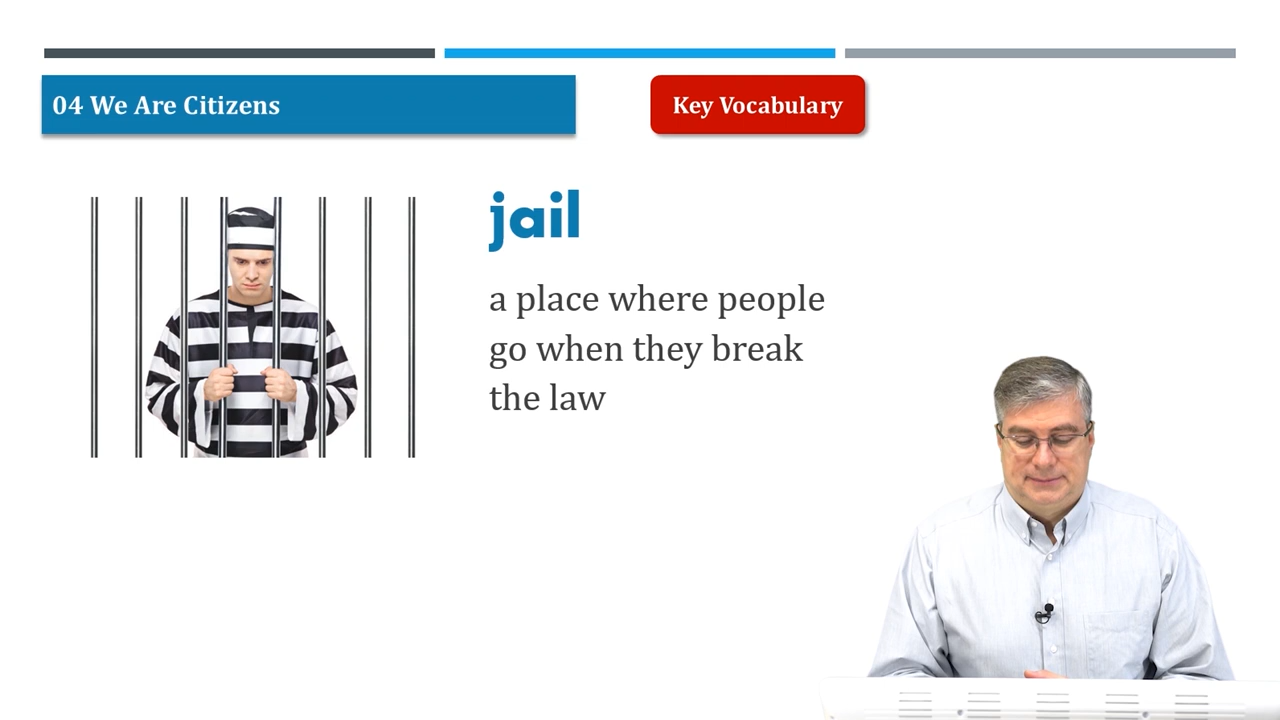 04 We Are Citizens
Key Vocabulary
jail
a place where people
go when they break
the law